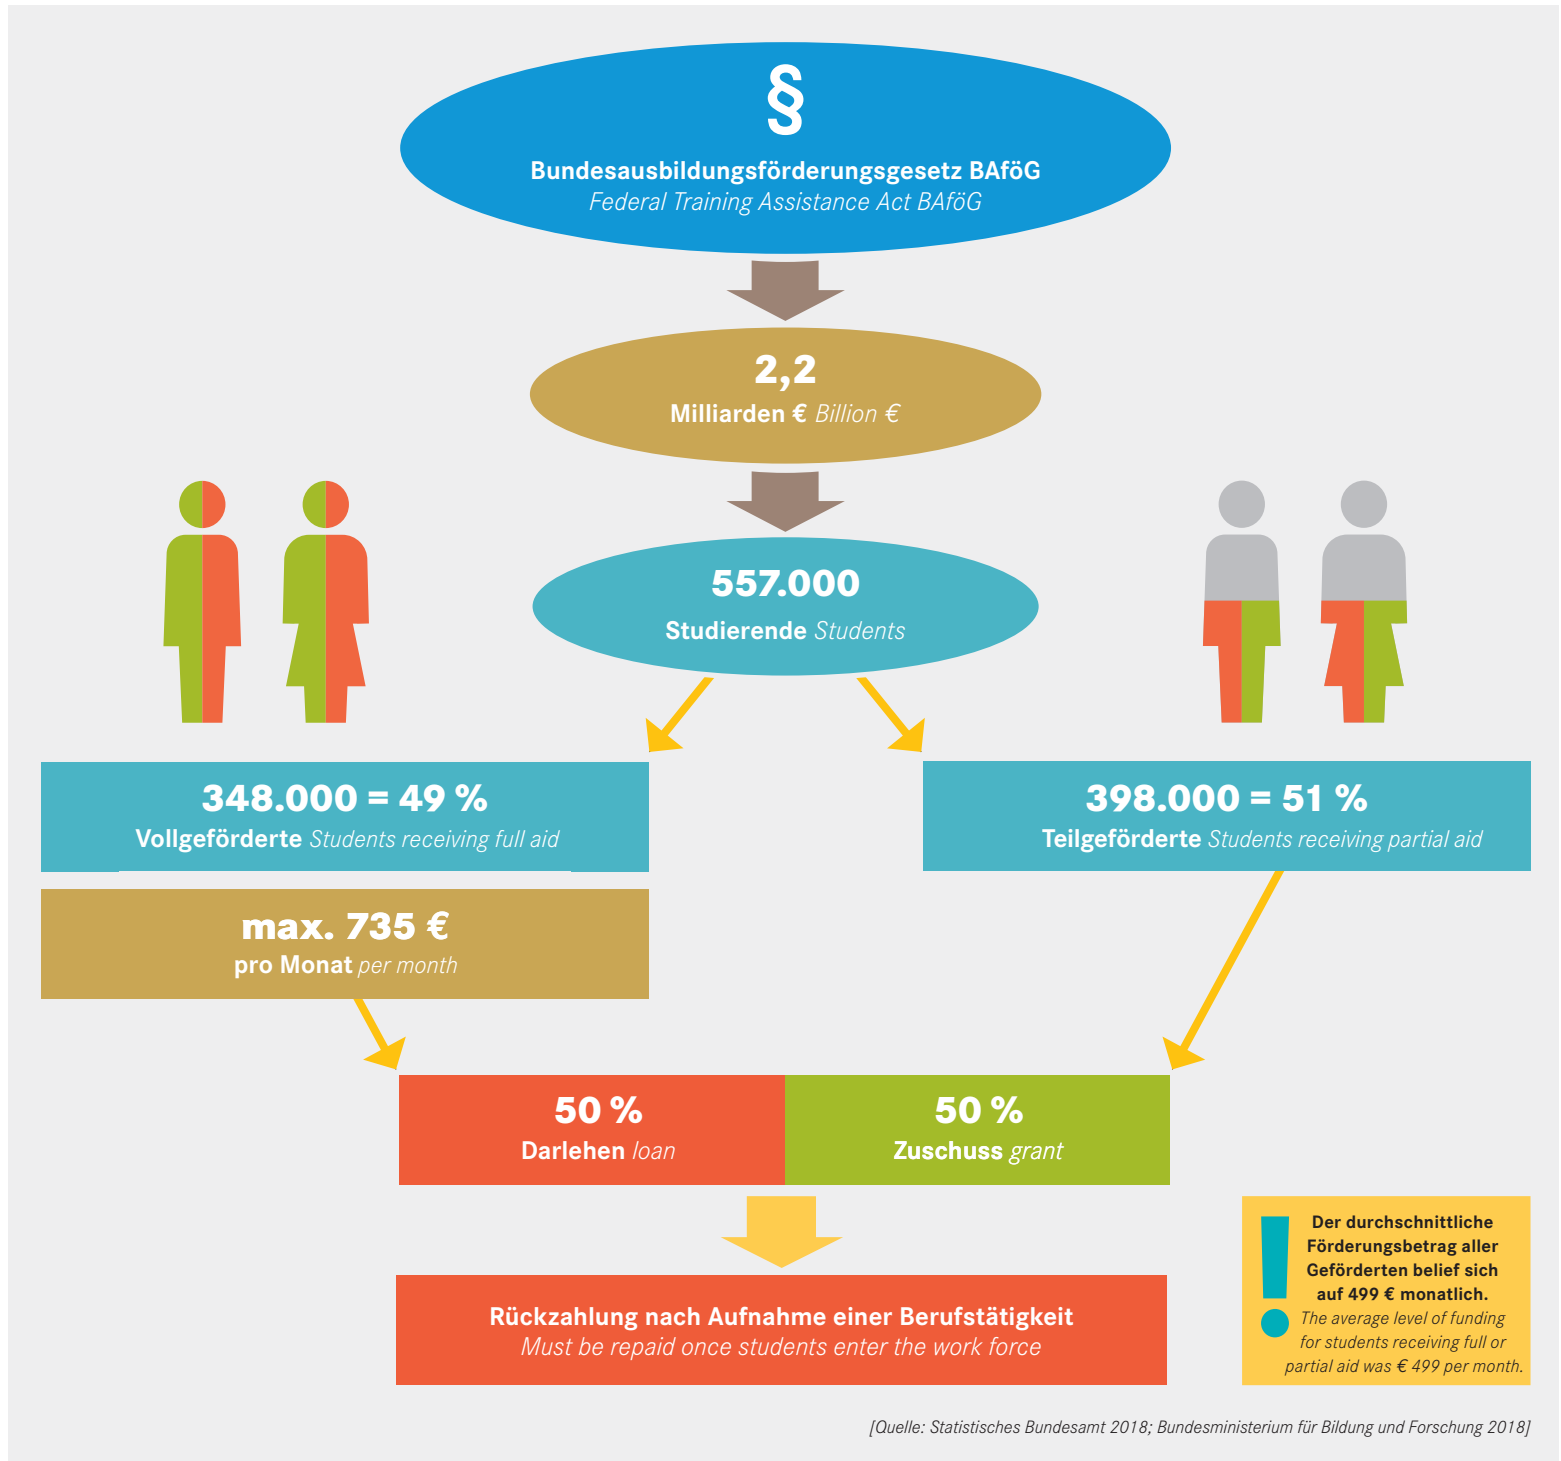 §
Bundesausbildungsförderungsgesetz BAföG
Federal Training Assistance Act BAföG
2,2
Milliarden € Billion €
557.000
Studierende Students
348.000 = 49 %
Vollgeförderte Students receiving full aid
398.000 = 51 %
Teilgeförderte Students receiving partial aid
max. 735 €
pro Monat per month
50 %
Darlehen loan
50 %
Zuschuss grant
Rückzahlung nach Aufnahme einer Berufstätigkeit
Must be repaid once students enter the work force
Der durchschnittliche
Förderungsbetrag aller
Geförderten belief sich
auf 499 € monatlich.
The average level of funding
for students receiving full or
partial aid was € 499 per month.
[Quelle: Statistisches Bundesamt 2018; Bundesministerium für Bildung und Forschung 2018]